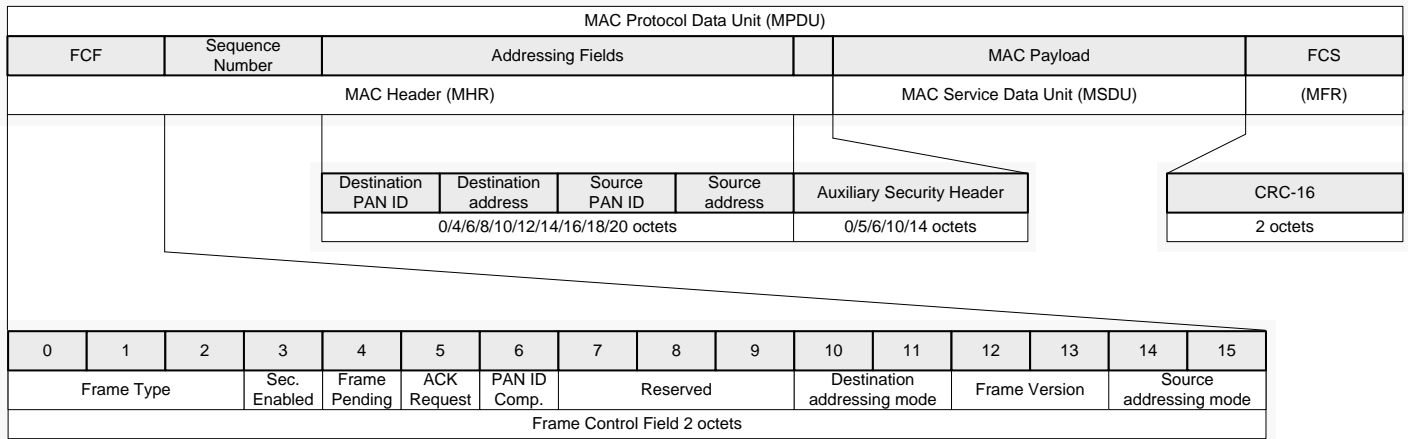 MAC Protocol Data Unit (MPDU)
FCF
Sequence
Number
Addressing Fields
MAC Payload
FCS
MAC Header (MHR)
MAC Service Data Unit (MSDU)
(MFR)
Destination
PAN ID
Destination
address
Source
PAN ID
Source
address
Auxiliary Security Header
CRC-16
0/4/6/8/10/12/14/16/18/20 octets
0/5/6/10/14 octets
2 octets
0 1 2 3 4 5 6 7 8 9 10 11 12 13 14 15
Frame Type
Sec.
Enabled
Frame
Pending
ACK
Request
PAN ID
Comp.
Reserved
Destination
addressing mode
Frame Version
Source
addressing mode
Frame Control Field 2 octets